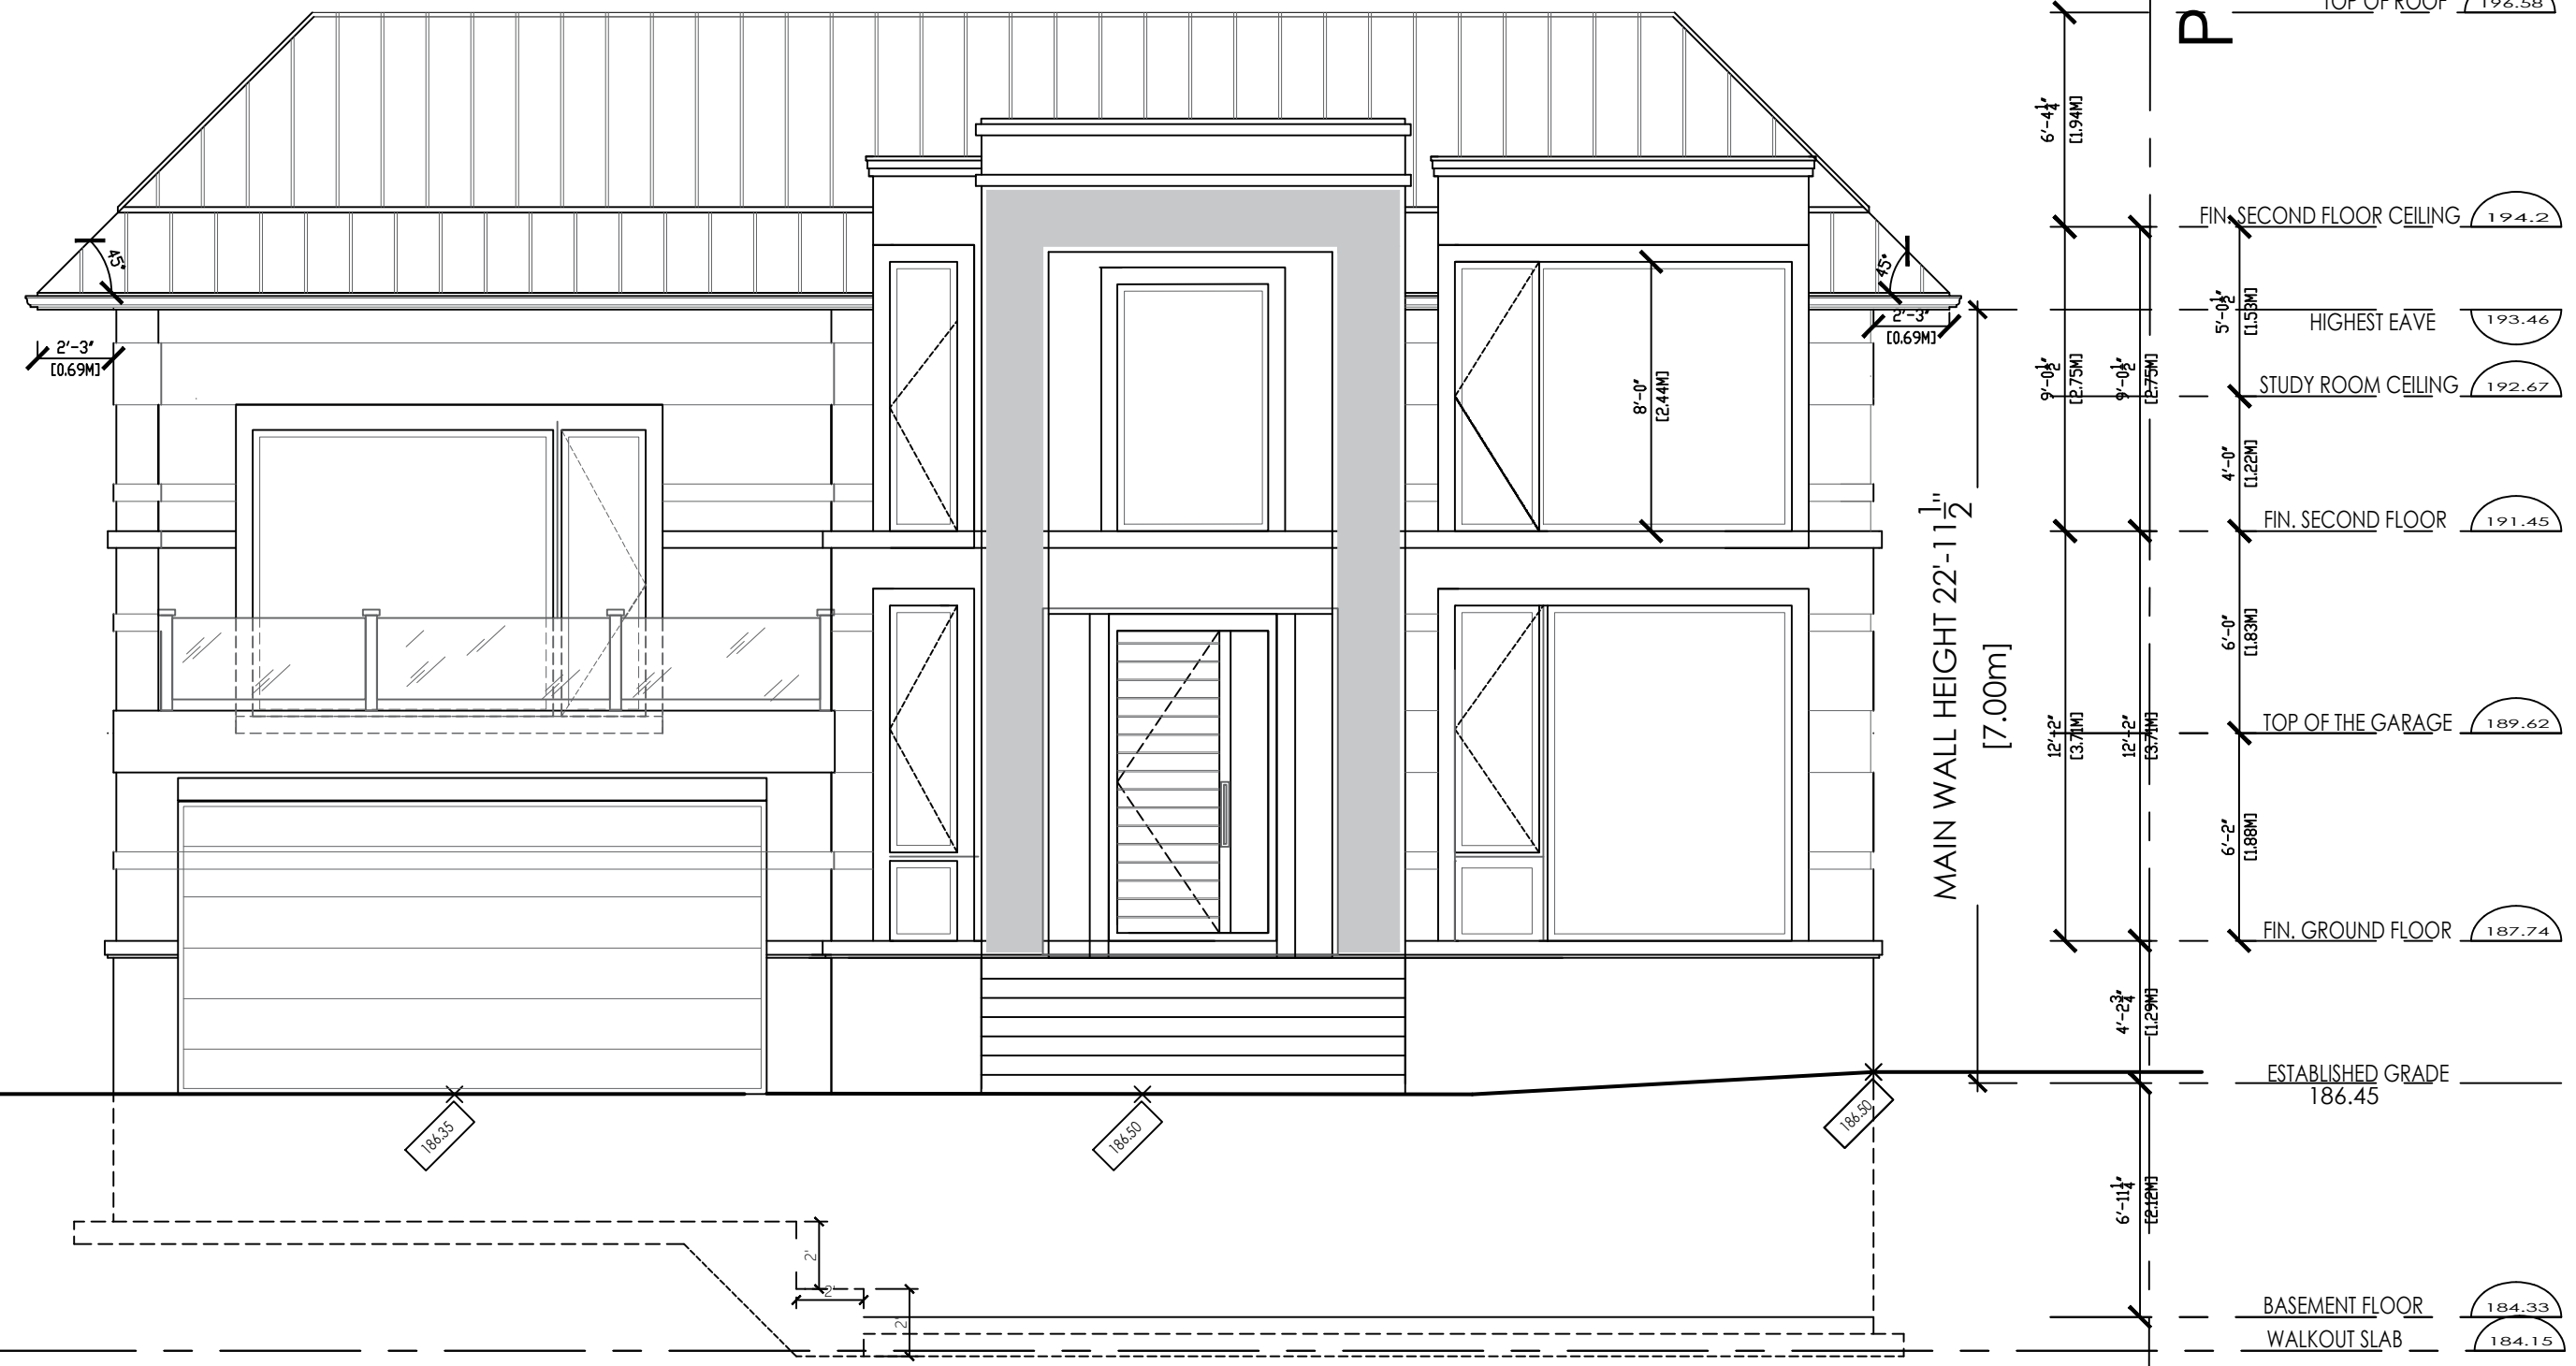 TOP OF ROOF 196.58
P
6'-4 1/4"
[1.94M]
FIN. SECOND FLOOR CEILING 194.2
45°
45°
2'-3"
[0.69M]
2'-3"
[0.69M]
5'-0 1/2"
[1.53M]
HIGHEST EAVE 193.46
9'-0 1/2"
[2.75M]
9'-0 1/2"
[2.75M]
STUDY ROOM CEILING 192.67
8'-0"
[2.44M]
4'-0"
[1.22M]
FIN. SECOND FLOOR 191.45
MAIN WALL HEIGHT 22'-11 1/2"
[7.00m]
6'-0"
[1.83M]
12'-2"
[3.71M]
12'-2"
[3.71M]
TOP OF THE GARAGE 189.62
6'-2"
[1.88M]
FIN. GROUND FLOOR 187.74
4'-2 3/4"
[1.29M]
ESTABLISHED GRADE
186.45
186.35
186.50
186.50
6'-11 1/4"
[2.12M]
2'
2'
2'
BASEMENT FLOOR 184.33
WALKOUT SLAB 184.15